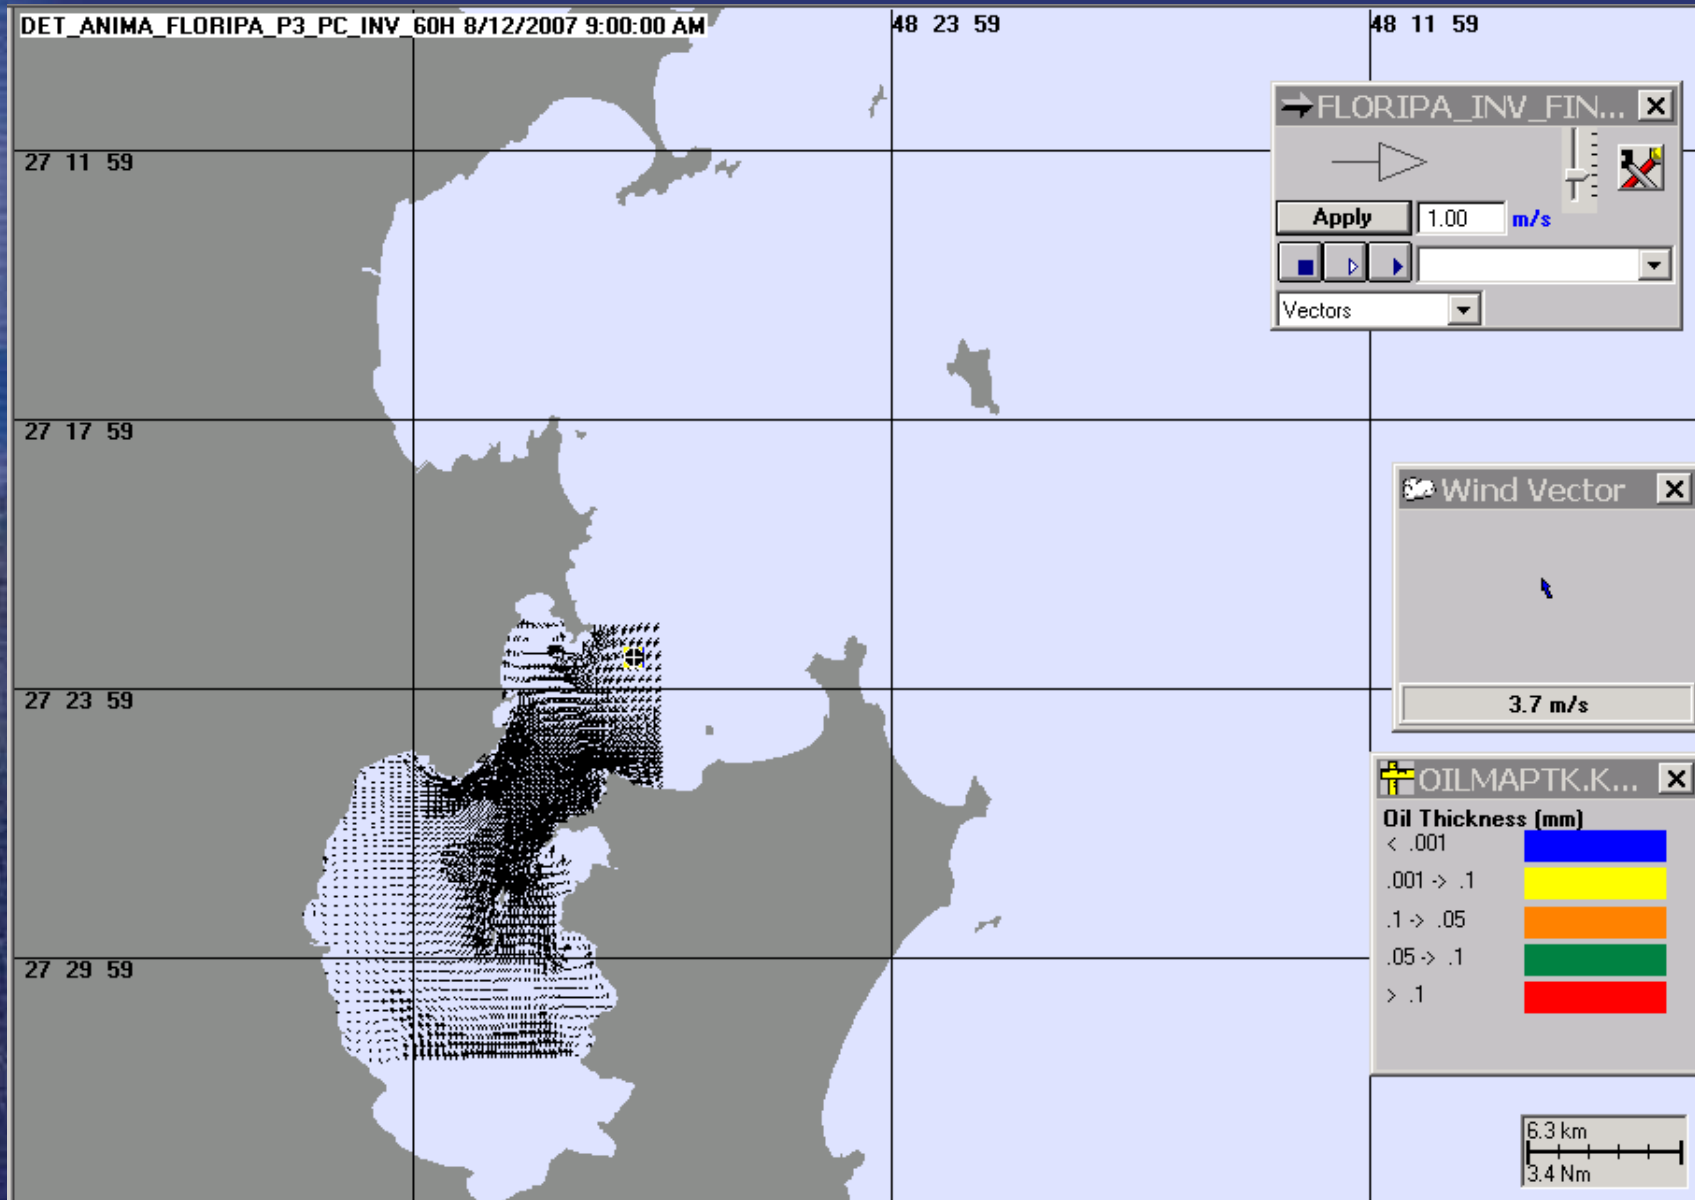 DET_ANIMA_FLORIPA_P3_PC_INV_60H 8/12/2007 9:00:00 AM
48 23 59
48 11 59
FLORIPA_INV_FIN...
27 11 59
Apply 1.00 m/s
Vectors
27 17 59
Wind Vector
27 23 59
3.7 m/s
OILMAPTK.K...
Oil Thickness (mm)
< .001
.001 -> .1
.1 -> .05
.05 -> .1
> .1
27 29 59
6.3 km
3.4 Nm